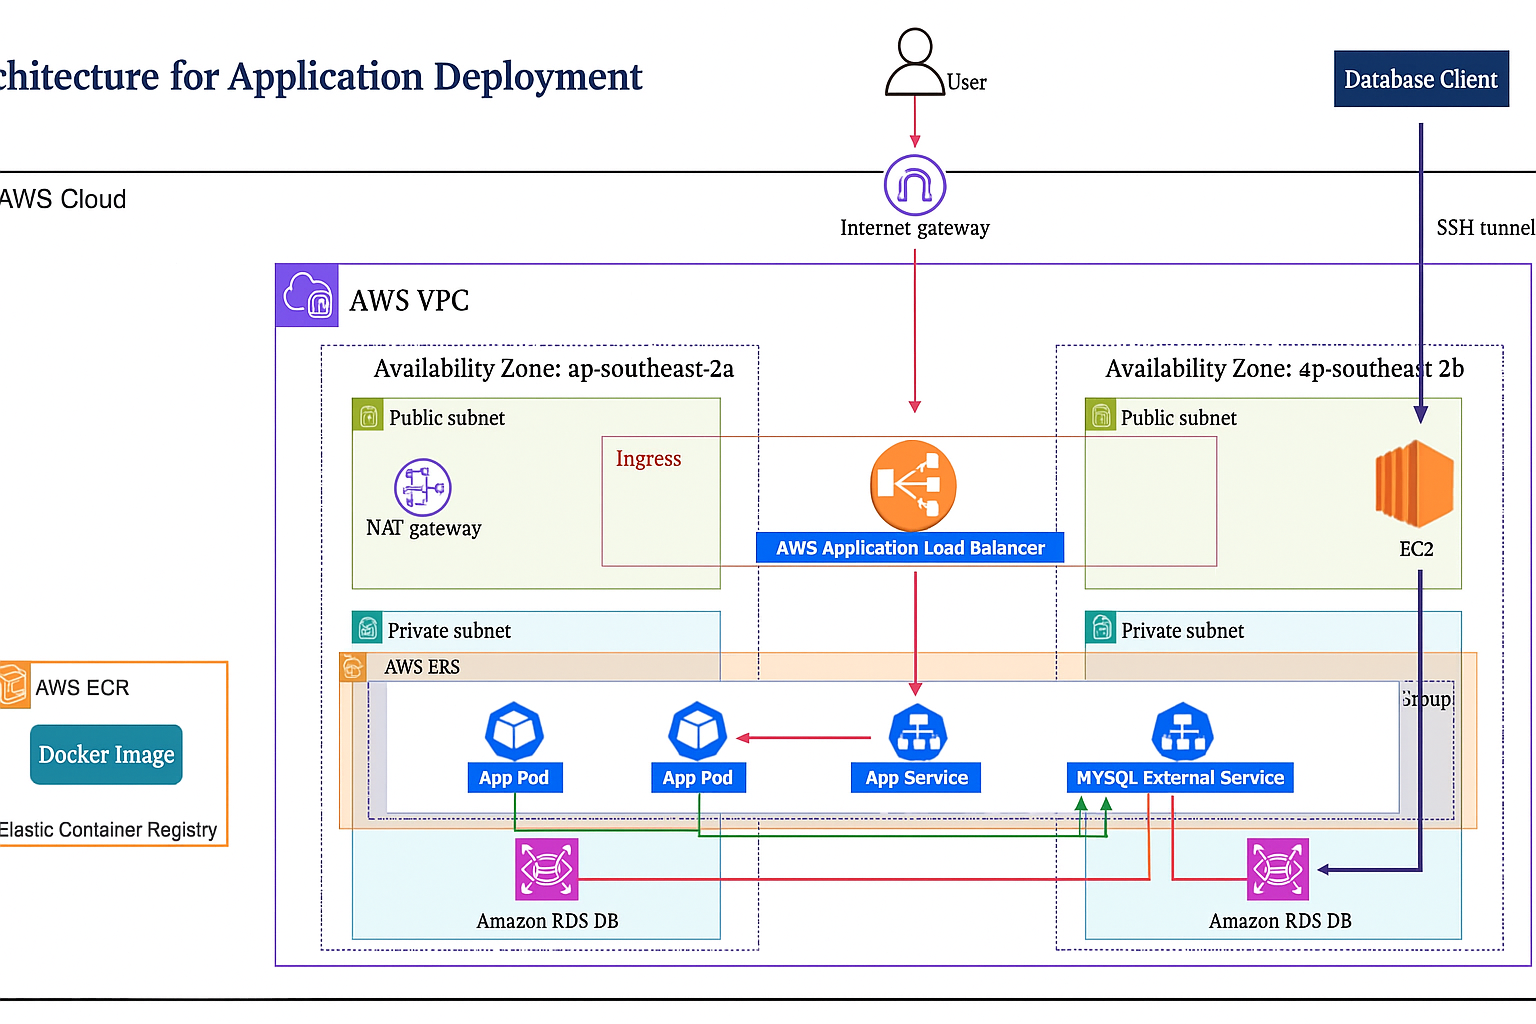 chitecture for Application Deployment
User
Database Client
AWS Cloud
Internet gateway
SSH tunnel
AWS VPC
Availability Zone: ap-southeast-2a
Availability Zone: 4p-southeast 2b
Public subnet
Public subnet
Ingress
NAT gateway
AWS Application Load Balancer
EC2
Private subnet
Private subnet
AWS ERS
AWS ECR
Group
Docker Image
App Pod
App Pod
App Service
MYSQL External Service
Elastic Container Registry
Amazon RDS DB
Amazon RDS DB